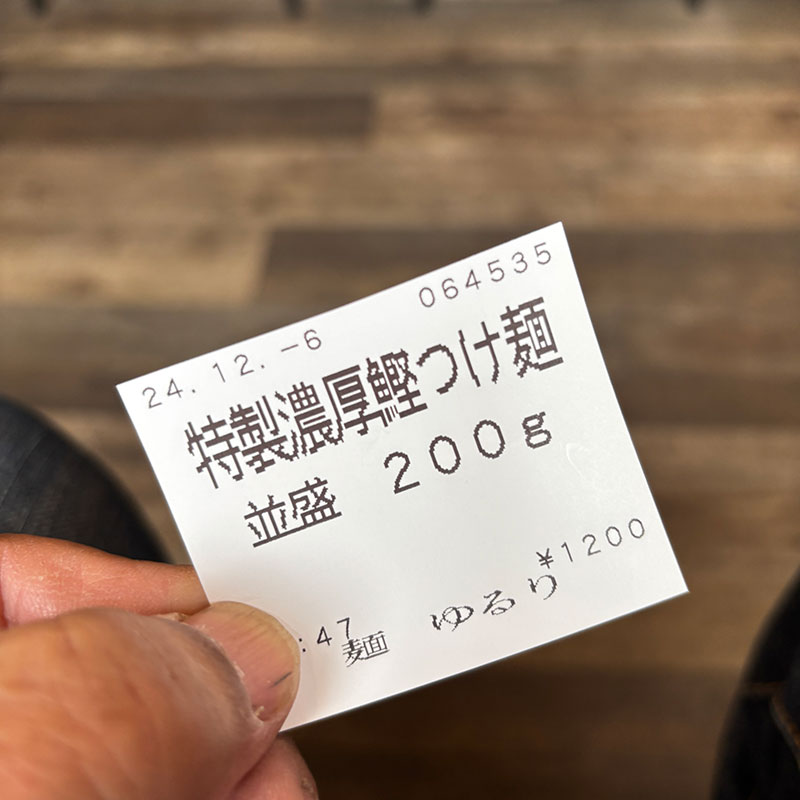 24.12.-6 064535
特製濃厚鰹つけ麺
並盛 200g
¥1200
:47
麺 ゆるり